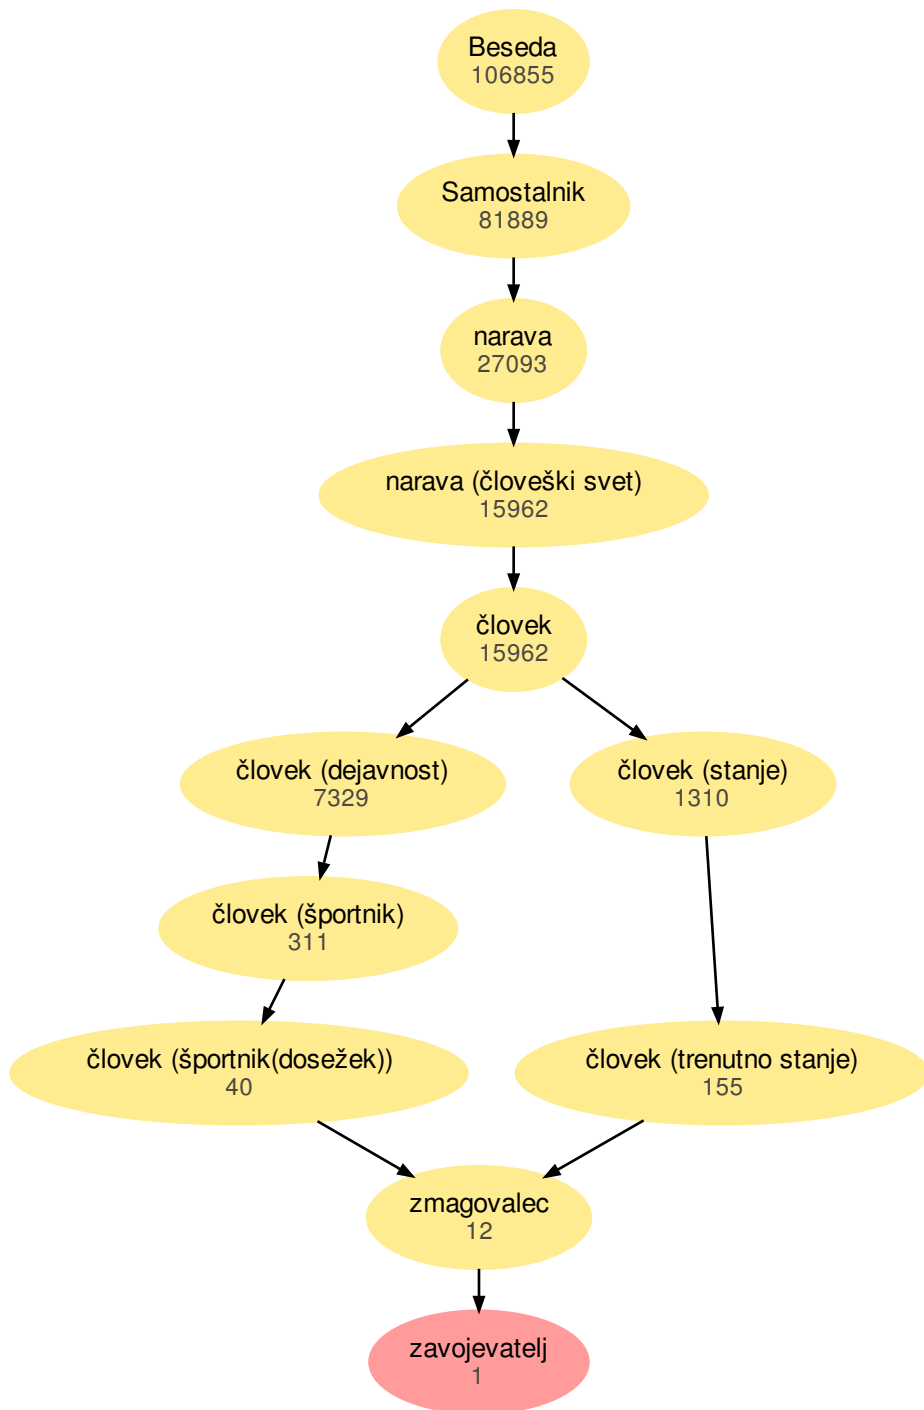 Beseda
106855
Samostalnik
81889
narava
27093
narava (človeški svet)
15962
človek
15962
človek (dejavnost)
7329
človek (stanje)
1310
človek (športnik)
311
človek (športnik(dosežek))
40
človek (trenutno stanje)
155
zmagovalec
12
zavojevatelj
1